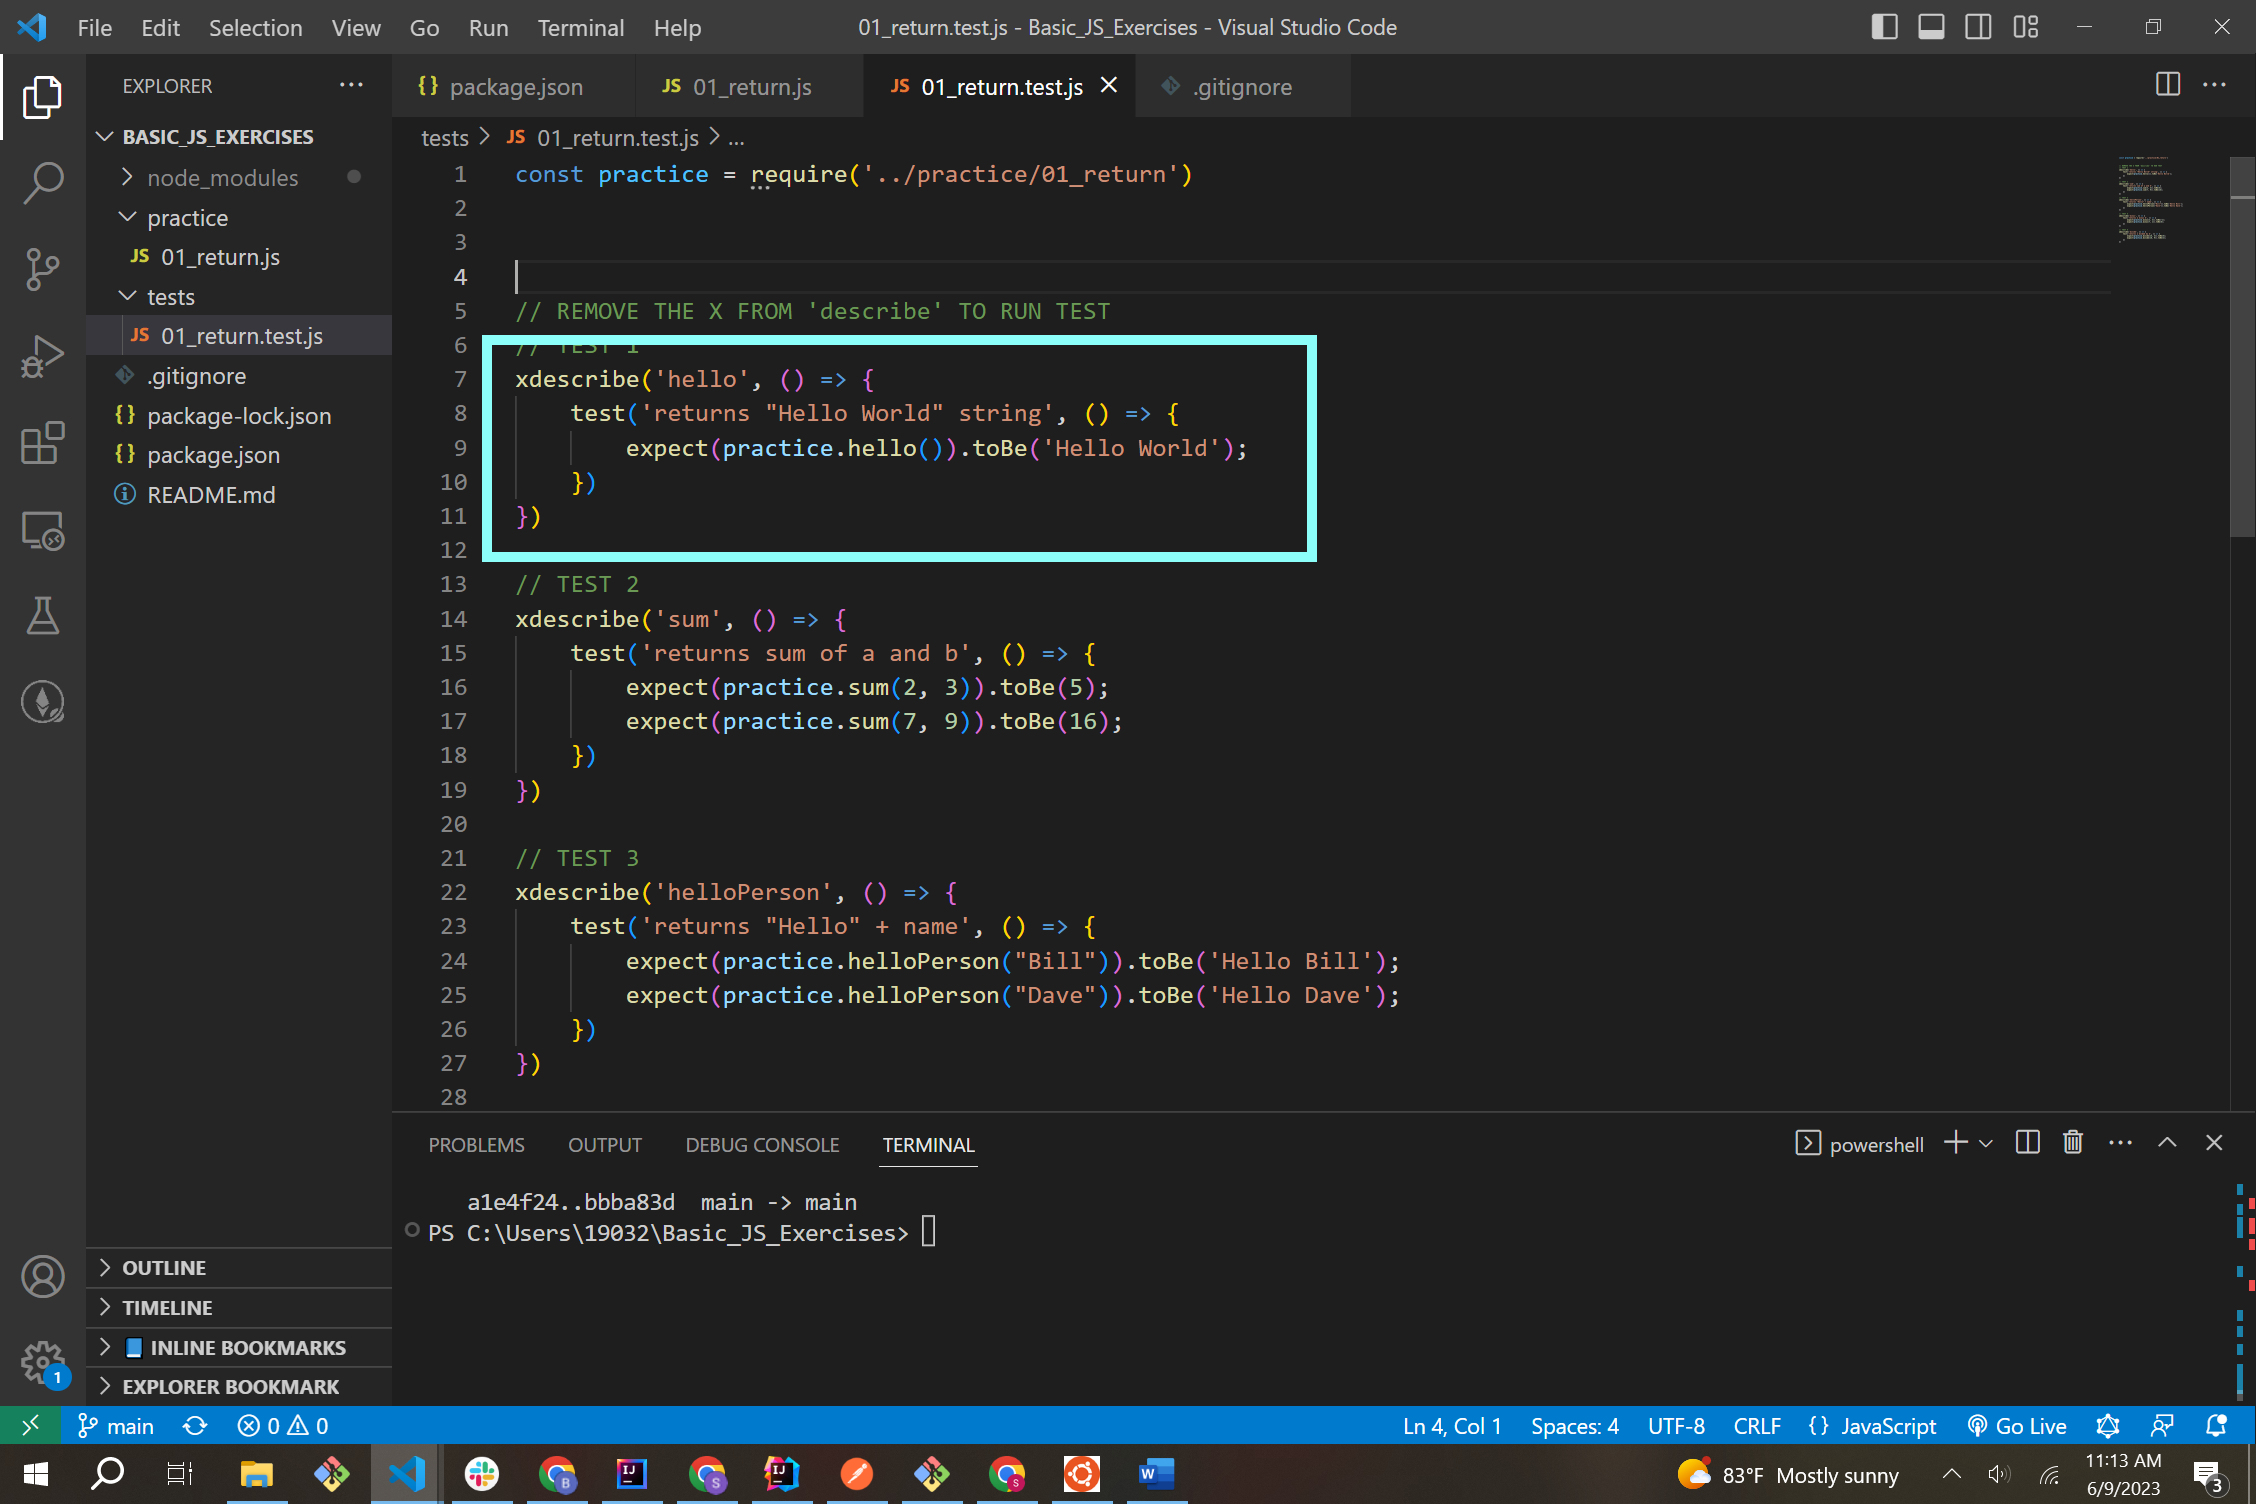 File Edit Selection View Go Run Terminal Help 01_return.test.js - Basic_JS_Exercises - Visual Studio Code
EXPLORER
BASIC_JS_EXERCISES
node_modules
practice
JS 01_return.js
tests
JS 01_return.test.js
.gitignore
{} package-lock.json
{} package.json
README.md
OUTLINE
TIMELINE
INLINE BOOKMARKS
EXPLORER BOOKMARK
1
{} package.json JS 01_return.js JS 01_return.test.js .gitignore
tests > JS 01_return.test.js > ...
1 const practice = require('../practice/01_return')
2
3
4
5 // REMOVE THE X FROM 'describe' TO RUN TEST
6 // TEST 1
7 xdescribe('hello', () => {
8 test('returns "Hello World" string', () => {
9 expect(practice.hello()).toBe('Hello World');
10 })
11 })
12
13 // TEST 2
14 xdescribe('sum', () => {
15 test('returns sum of a and b', () => {
16 expect(practice.sum(2, 3)).toBe(5);
17 expect(practice.sum(7, 9)).toBe(16);
18 })
19 })
20
21 // TEST 3
22 xdescribe('helloPerson', () => {
23 test('returns "Hello" + name', () => {
24 expect(practice.helloPerson("Bill")).toBe('Hello Bill');
25 expect(practice.helloPerson("Dave")).toBe('Hello Dave');
26 })
27 })
28
PROBLEMS OUTPUT DEBUG CONSOLE TERMINAL powershell
a1e4f24..bbba83d main -> main
PS C:\Users\19032\Basic_JS_Exercises>
main 0 0 Ln 4, Col 1 Spaces: 4 UTF-8 CRLF {} JavaScript Go Live
B IJ S IJ S W 83°F Mostly sunny 11:13 AM
6/9/2023 3